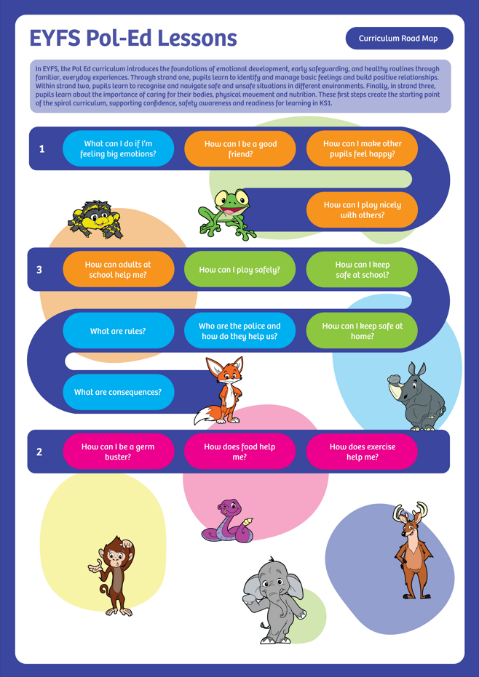 EYFS Pol-Ed Lessons
Curriculum Road Map
In EYFS, the Pol Ed curriculum introduces the foundations of emotional development, early safeguarding, and healthy routines through
familiar, everyday experiences. Through strand one, pupils learn to identify and manage basic feelings and build positive relationships.
Within strand two, pupils learn to recognise and navigate safe and unsafe situations in different environments. Finally, in strand three,
pupils learn about the importance of caring for their bodies, physical movement and nutrition. These first steps create the starting point
of the spiral curriculum, supporting confidence, safety awareness and readiness for learning in KS1.
1
What can I do if I'm
feeling big emotions?
How can I be a good
friend?
How can I make other
pupils feel happy?
How can I play nicely
with others?
3
How can adults at
school help me?
How can I play safely?
How can I keep
safe at school?
What are rules?
Who are the police and
how do they help us?
How can I keep safe at
home?
What are consequences?
2
How can I be a germ
buster?
How does food help
me?
How does exercise
help me?